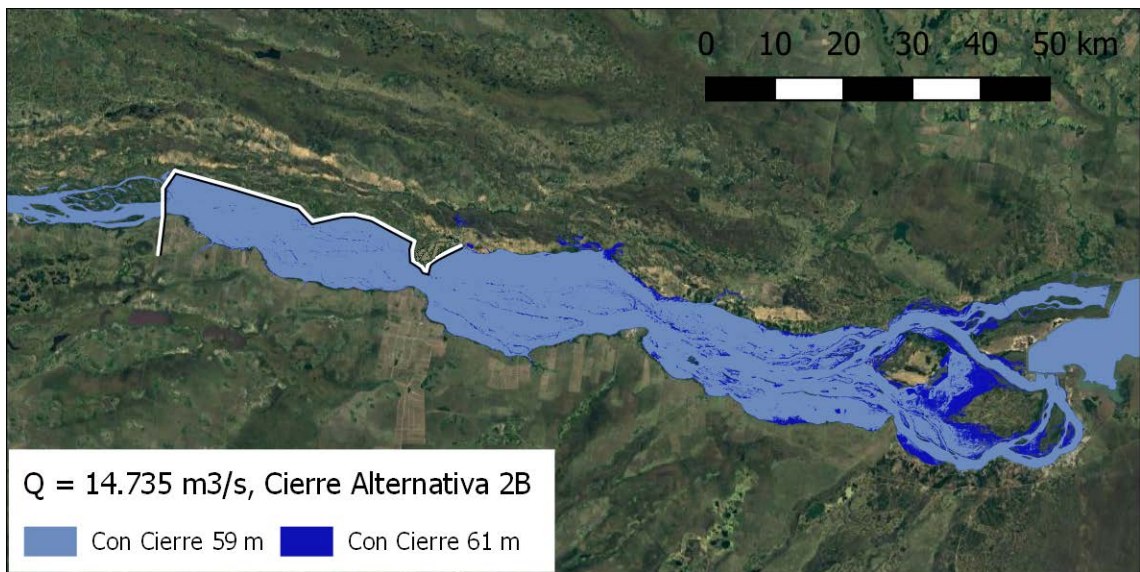 0 10 20 30 40 50 km
Q = 14.735 m3/s, Cierre Alternativa 2B
Con Cierre 59 m Con Cierre 61 m